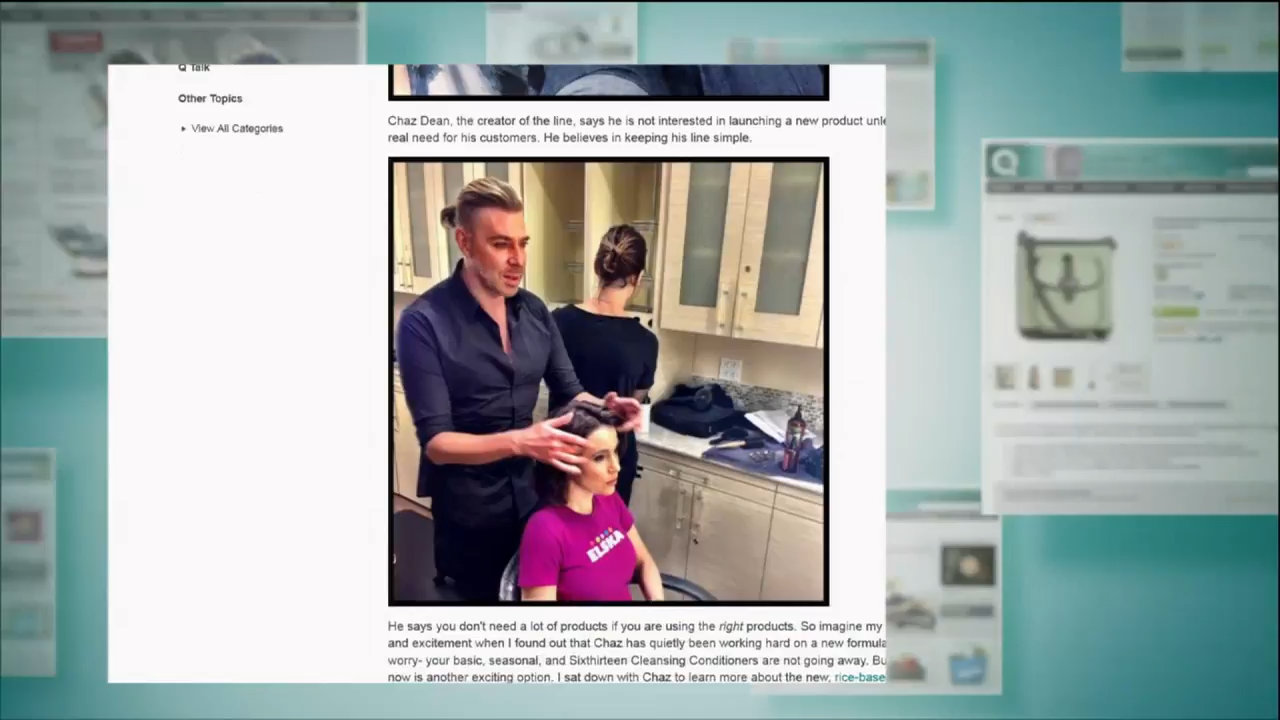 Q Talk
Other Topics
View All Categories
Chaz Dean, the creator of the line, says he is not interested in launching a new product unle
real need for his customers. He believes in keeping his line simple.
ELSKA
He says you don't need a lot of products if you are using the right products. So imagine my
and excitement when I found out that Chaz has quietly been working hard on a new formula
worry- your basic, seasonal, and Sixthirteen Cleansing Conditioners are not going away. Bu
now is another exciting option. I sat down with Chaz to learn more about the new, rice-base